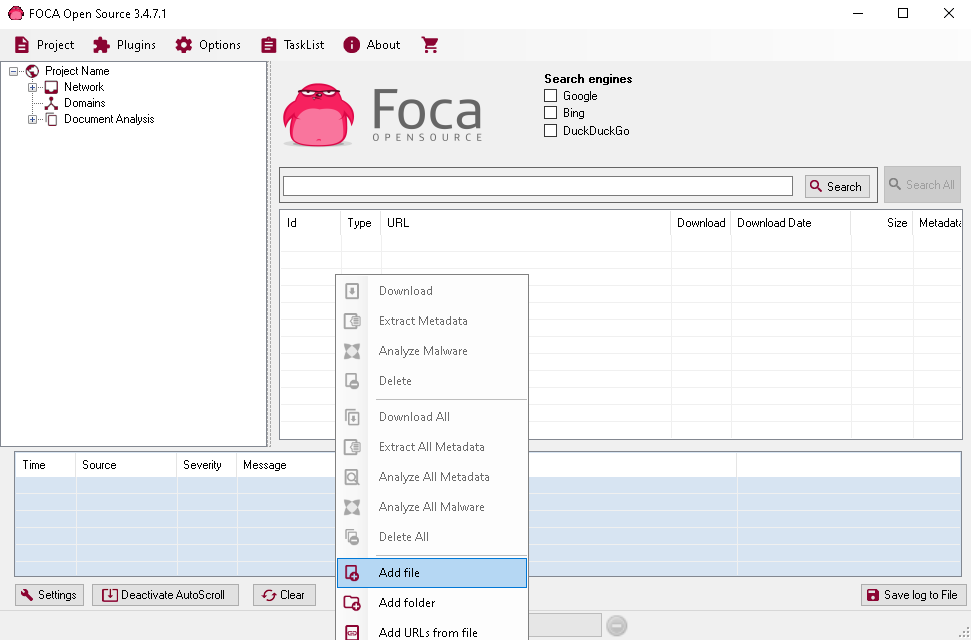 FOCA Open Source 3.4.7.1
Project Plugins Options TaskList About
Project Name
Network
Domains
Document Analysis
Foca
OPENSOURCE
Search engines
Google
Bing
DuckDuckGo
Search
Search All
Id Type URL Download Download Date Size Metadata
Download
Extract Metadata
Analyze Malware
Delete
Download All
Extract All Metadata
Analyze All Metadata
Analyze All Malware
Delete All
Add file
Add folder
Add URLs from file
Time Source Severity Message
Settings Deactivate AutoScroll Clear Save log to File